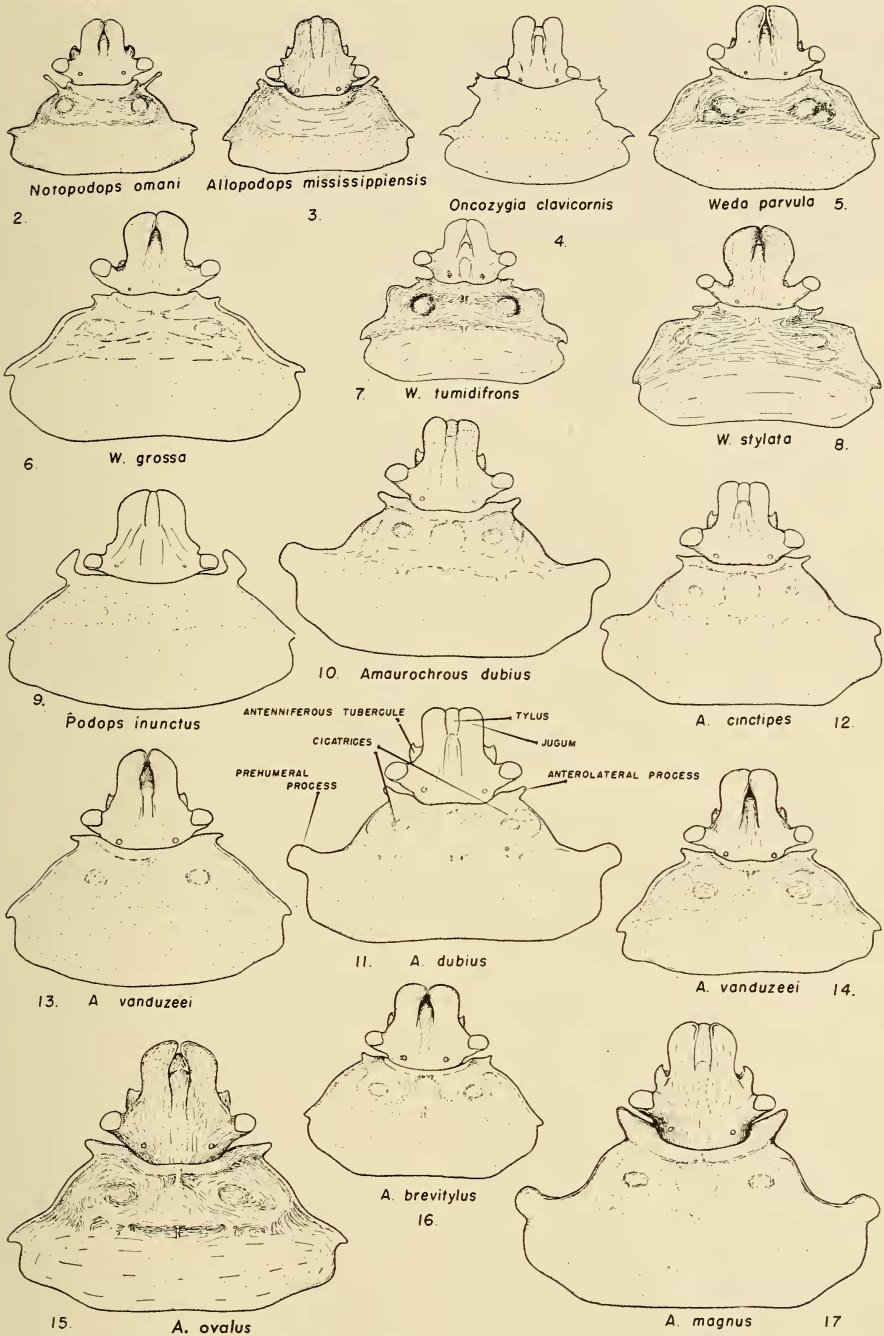 Notopodops omani
2.
Allopodops mississippiensis
3.
Oncozygia clavicornis
4.
Weda parvula 5.
6. W. grossa
7. W. tumidifrons
W. stylata 8.
9. Podops inunctus
10. Amaurochrous dubius
A. cinctipes 12.
ANTENNIFEROUS TUBERCULE
TYLUS
CICATRICES
JUGUM
PREHUMERAL
PROCESS
ANTEROLATERAL PROCESS
11. A. dubius
13. A vanduzeei
A. vanduzeei 14.
A. brevitylus
16.
15. A. ovalus
A. magnus 17